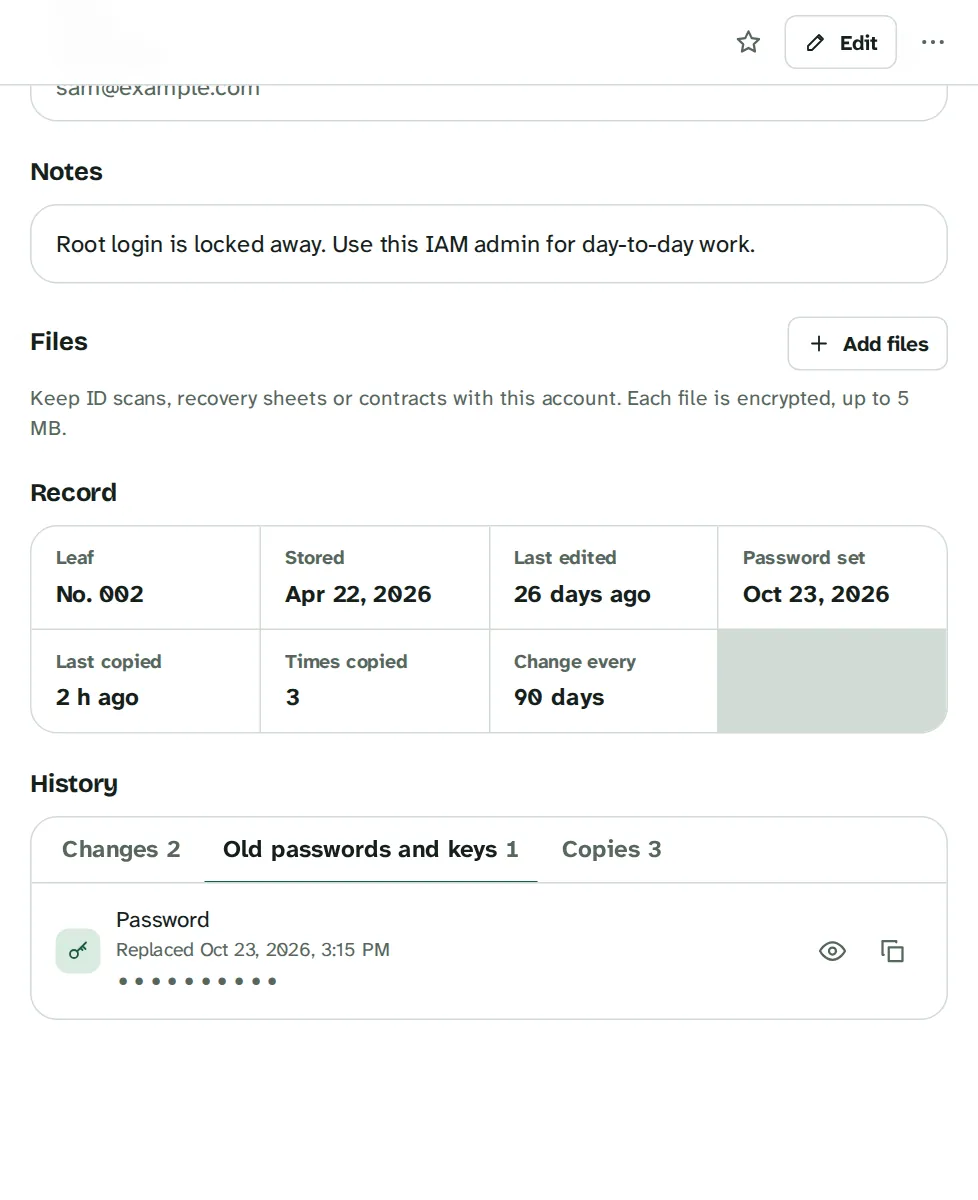 Edit
sam@example.com
Notes
Root login is locked away. Use this IAM admin for day-to-day work.
Files
Add files
Keep ID scans, recovery sheets or contracts with this account. Each file is encrypted, up to 5
MB.
Record
Leaf
No. 002
Stored
Apr 22, 2026
Last edited
26 days ago
Password set
Oct 23, 2026
Last copied
2 h ago
Times copied
3
Change every
90 days
History
Changes 2
Old passwords and keys 1
Copies 3
Password
Replaced Oct 23, 2026, 3:15 PM
••••••••••